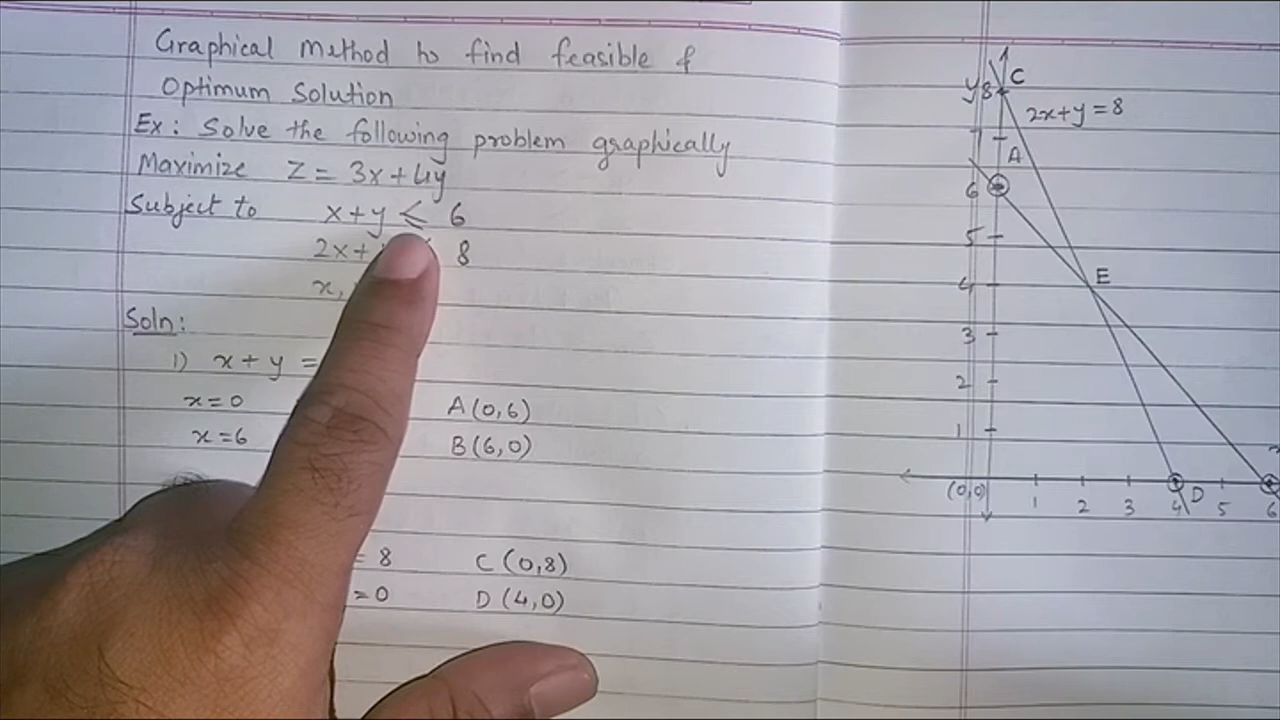 Graphical method to find feasible &
Optimum Solution
Ex: Solve the following problem graphically
Maximize Z = 3x+4y
Subject to x+y ≤ 6
2x+ 8
x,
Soln:
1) x + y =
x=0 A(0,6)
x=6 B(6,0)
= 8 C(0,8)
=0 D(4,0)
y 8 C
2x+y=8
7
A
6
5
E
4
3
2
1
(0,0) 1 2 3 4 D 5 6